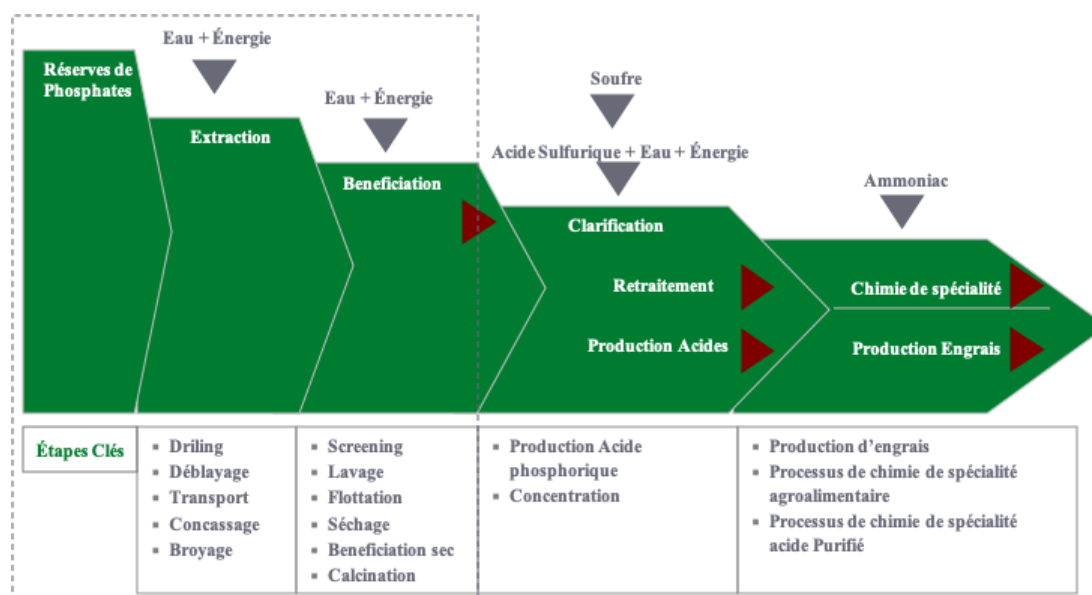 Eau + Énergie
Réserves de
Phosphates
Extraction
Eau + Énergie
Beneficiation
Soufre
Acide Sulfurique + Eau + Énergie
Clarification
Retraitement
Production Acides
Ammoniac
Chimie de spécialité
Production Engrais
Étapes Clés
▪ Driling
▪ Déblayage
▪ Transport
▪ Concassage
▪ Broyage
▪ Screening
▪ Lavage
▪ Flottation
▪ Séchage
▪ Beneficiation sec
▪ Calcination
▪ Production Acide
phosphorique
▪ Concentration
▪ Production d'engrais
▪ Processus de chimie de spécialité
agroalimentaire
▪ Processus de chimie de spécialité
acide Purifié